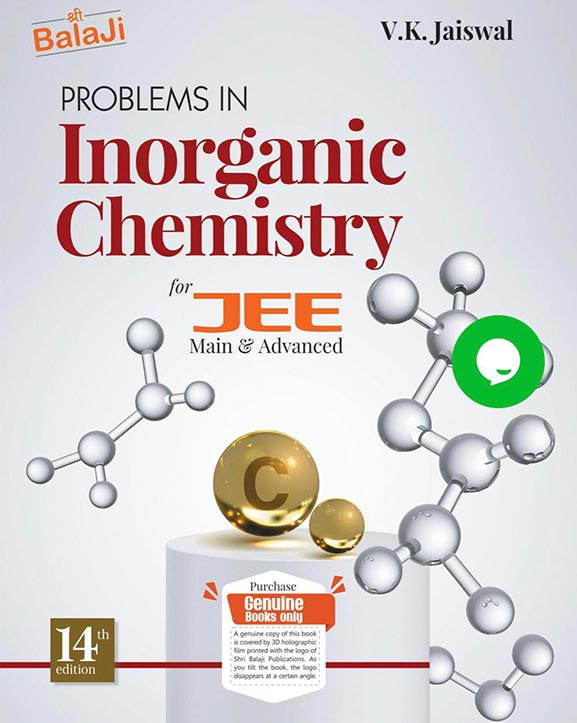 श्री
BalaJi
V.K. Jaiswal
PROBLEMS IN
Inorganic
Chemistry
for
JEE
Main & Advanced
C
Purchase
Genuine
Books only
A genuine copy of this book
is covered by 3D holographic
film printed with the logo of
Shri Balaji Publications. As
you tilt the book, the logo
disappears at a certain angle.
14th
edition